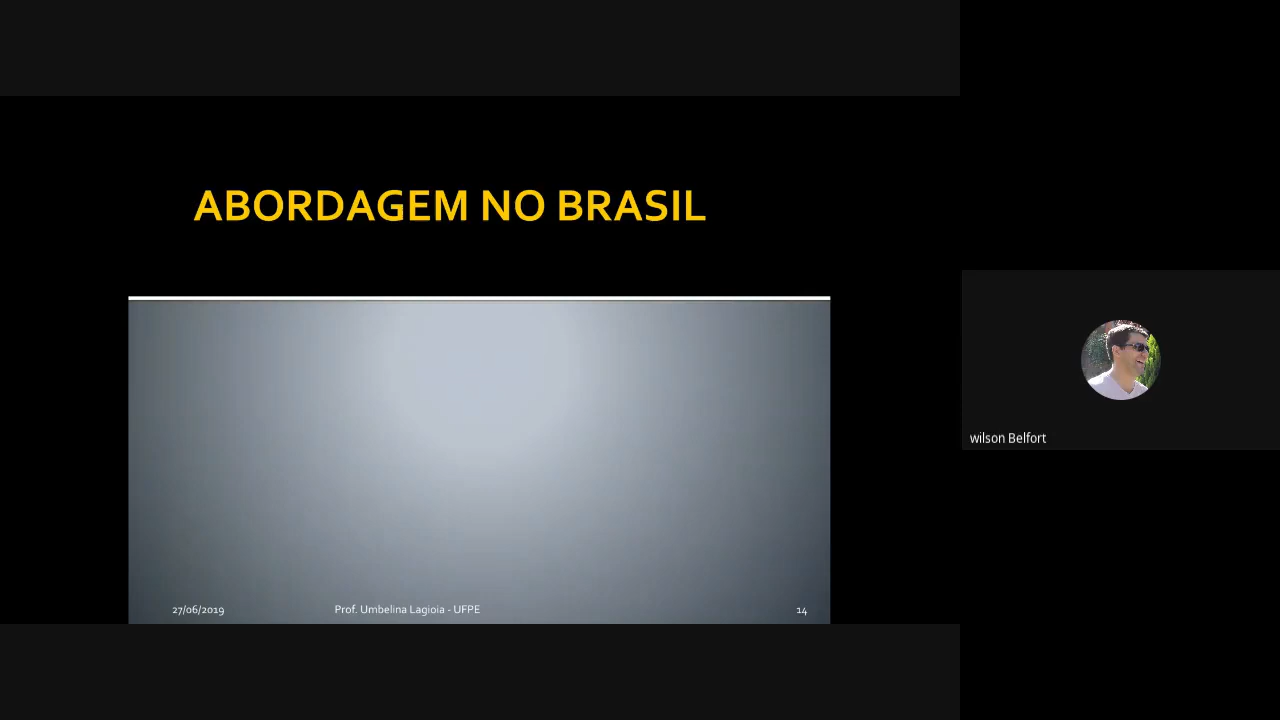 ABORDAGEM NO BRASIL
wilson Belfort
27/06/2019
Prof. Umbelina Lagioia - UFPE
14